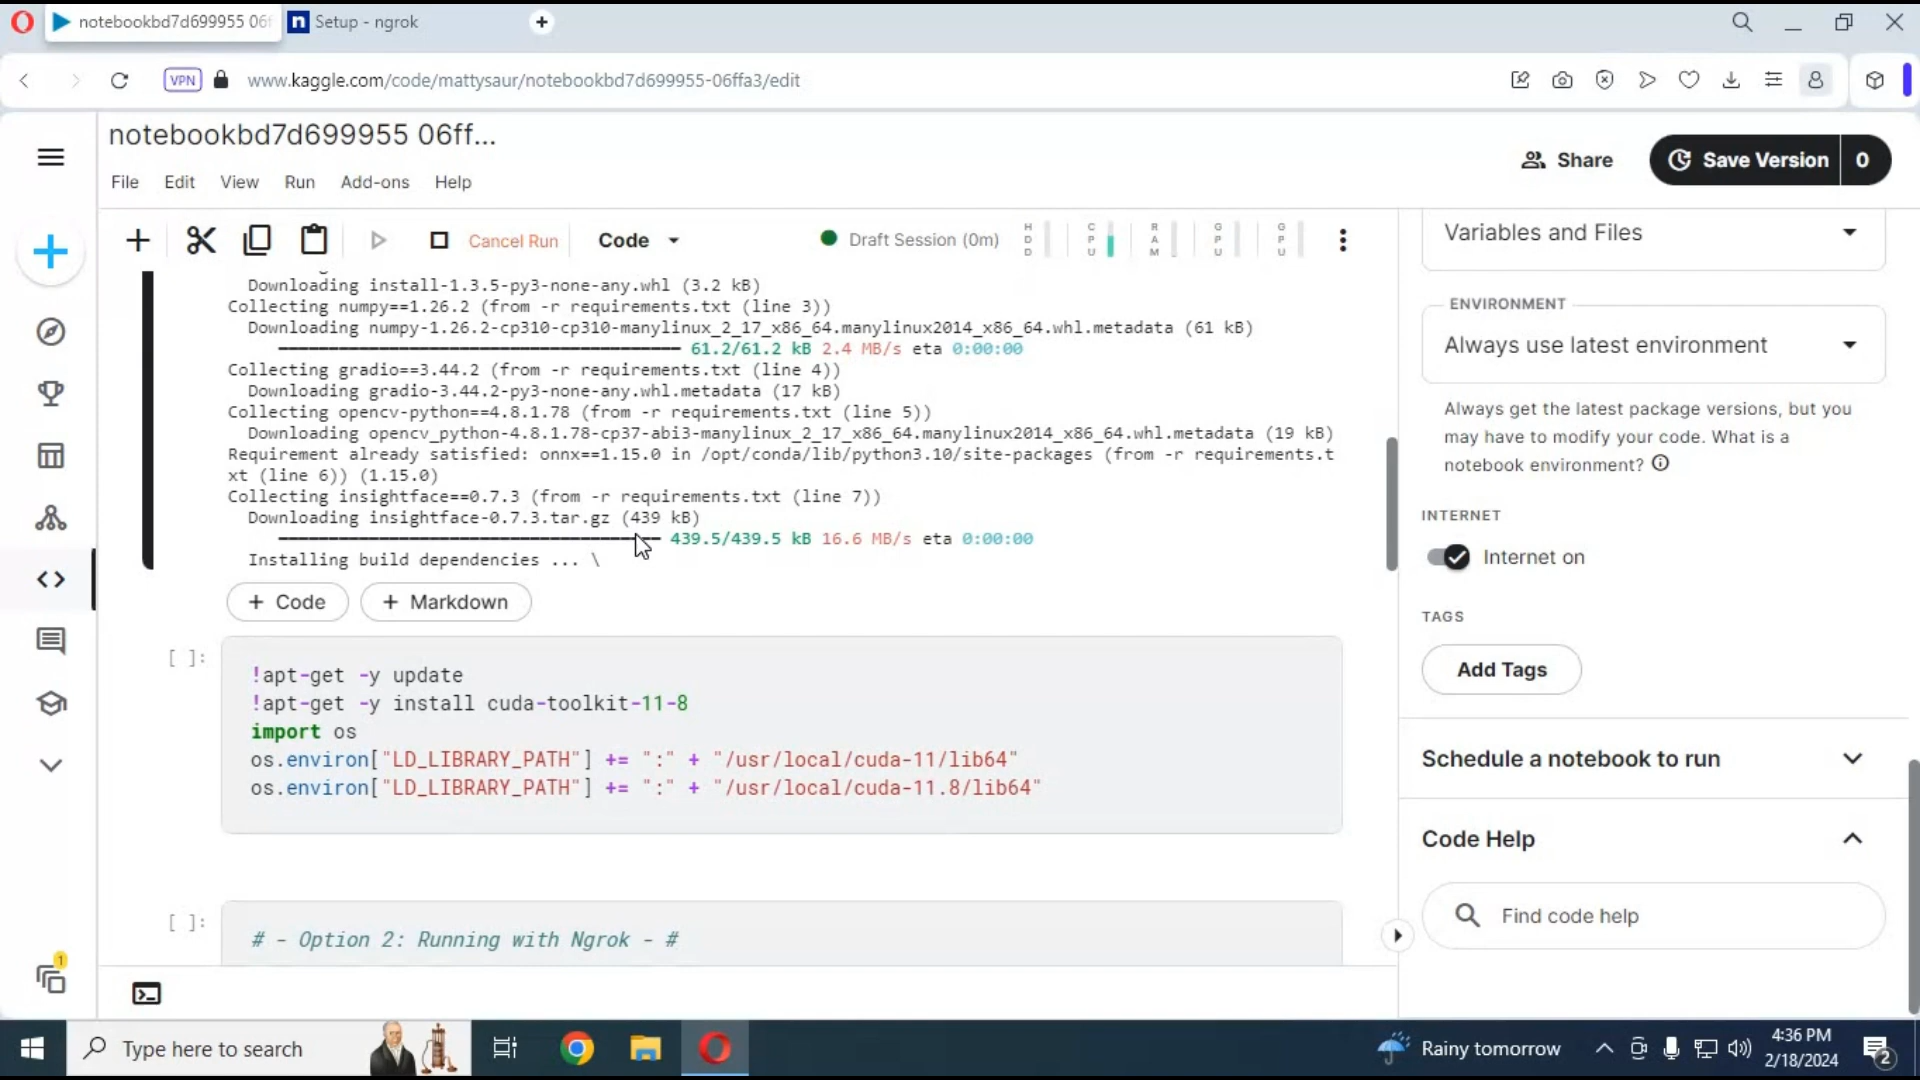 notebookbd7d699955 06f
n Setup - ngrok
VPN
www.kaggle.com/code/mattysaur/notebookbd7d699955-06ffa3/edit
notebookbd7d699955 06ff...
Share
Save Version 0
File Edit View Run Add-ons Help
Cancel Run
Code
Draft Session (0m)
HDD
CPU
RAM
GPU
GPU
Downloading install-1.3.5-py3-none-any.whl (3.2 kB)
Collecting numpy==1.26.2 (from -r requirements.txt (line 3))
Downloading numpy-1.26.2-cp310-cp310-manylinux_2_17_x86_64.manylinux2014_x86_64.whl.metadata (61 kB)
61.2/61.2 kB 2.4 MB/s eta 0:00:00
Collecting gradio==3.44.2 (from -r requirements.txt (line 4))
Downloading gradio-3.44.2-py3-none-any.whl.metadata (17 kB)
Collecting opencv-python==4.8.1.78 (from -r requirements.txt (line 5))
Downloading opencv_python-4.8.1.78-cp37-abi3-manylinux_2_17_x86_64.manylinux2014_x86_64.whl.metadata (19 kB)
Requirement already satisfied: onnx==1.15.0 in /opt/conda/lib/python3.10/site-packages (from -r requirements.t
xt (line 6)) (1.15.0)
Collecting insightface==0.7.3 (from -r requirements.txt (line 7))
Downloading insightface-0.7.3.tar.gz (439 kB)
439.5/439.5 kB 16.6 MB/s eta 0:00:00
Installing build dependencies ... \
+ Code + Markdown
[ ]:
!apt-get -y update
!apt-get -y install cuda-toolkit-11-8
import os
os.environ["LD_LIBRARY_PATH"] += ":" + "/usr/local/cuda-11/lib64"
os.environ["LD_LIBRARY_PATH"] += ":" + "/usr/local/cuda-11.8/lib64"
[ ]:
# - Option 2: Running with Ngrok - #
Variables and Files
ENVIRONMENT
Always use latest environment
Always get the latest package versions, but you
may have to modify your code. What is a
notebook environment?
INTERNET
Internet on
TAGS
Add Tags
Schedule a notebook to run
Code Help
Find code help
1
Type here to search
Rainy tomorrow
4:36 PM
2/18/2024
2